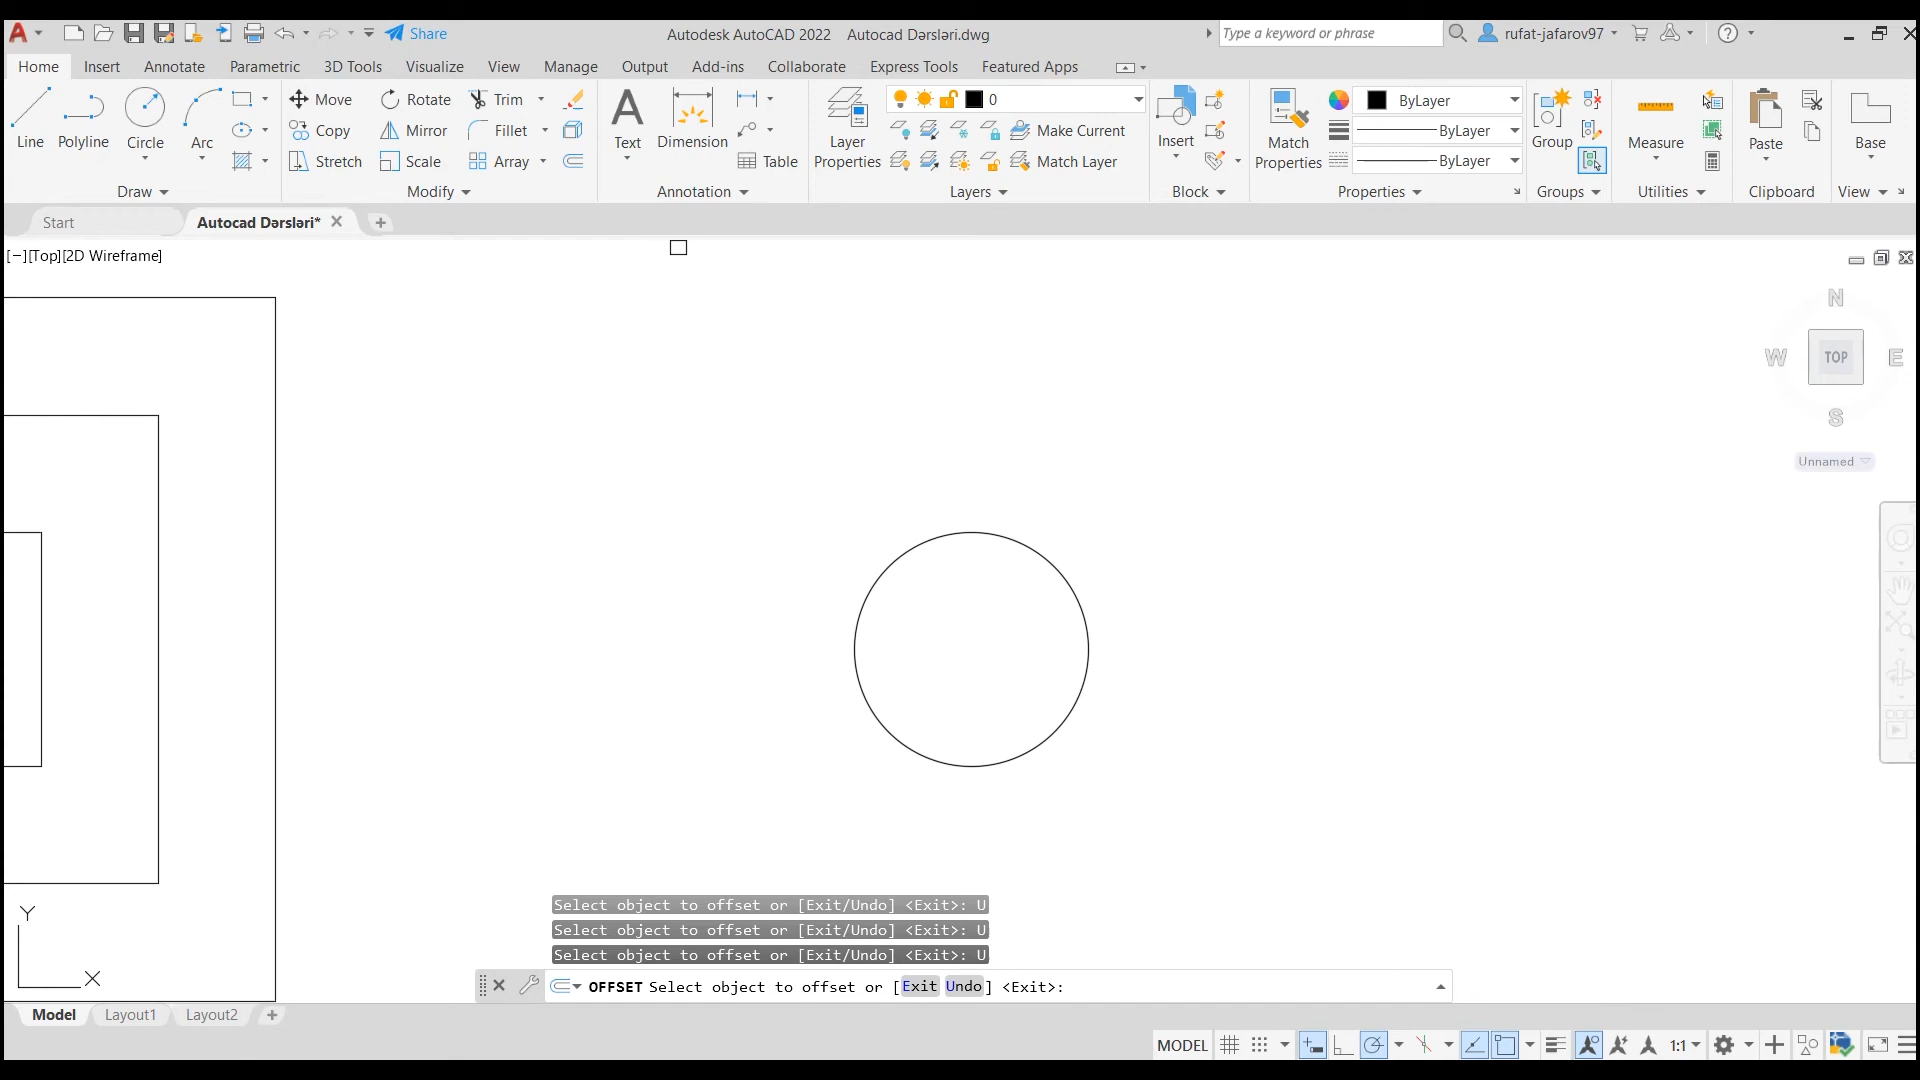 Share
Autodesk AutoCAD 2022 Autocad Dərsləri.dwg
Type a keyword or phrase
rufat-jafarov97
Home Insert Annotate Parametric 3D Tools Visualize View Manage Output Add-ins Collaborate Express Tools Featured Apps
Line Polyline Circle Arc
Draw
Move Rotate Trim
Copy Mirror Fillet
Stretch Scale Array
Modify
Text Dimension Table
Annotation
Layer Properties
0
Make Current
Match Layer
Layers
Insert
Block
Match Properties
ByLayer
ByLayer
ByLayer
Properties
Group
Groups
Measure
Utilities
Paste
Clipboard
Base
View
Start Autocad Dərsləri*
[−][Top][2D Wireframe]
N
W TOP E
S
Unnamed
Select object to offset or [Exit/Undo] <Exit>: U
Select object to offset or [Exit/Undo] <Exit>: U
Select object to offset or [Exit/Undo] <Exit>: U
OFFSET Select object to offset or [Exit Undo] <Exit>:
Y
X
Model Layout1 Layout2
MODEL 1:1